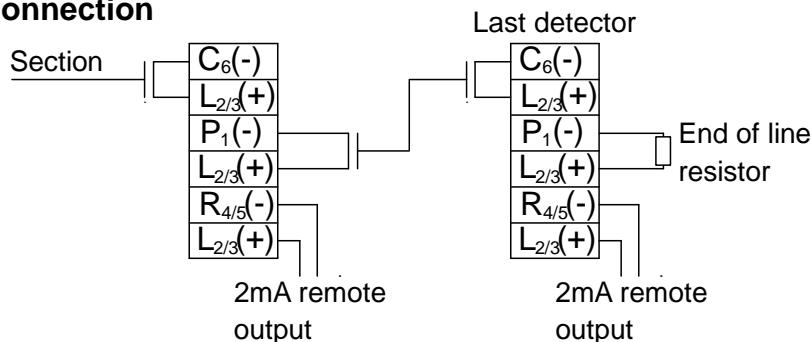 onnection
Last detector
Section
C₆(-)
L₂/₃(+)
P₁(-)
L₂/₃(+)
R₄/₅(-)
L₂/₃(+)
2mA remote
output
C₆(-)
L₂/₃(+)
P₁(-)
L₂/₃(+)
R₄/₅(-)
L₂/₃(+)
End of line
resistor
2mA remote
output